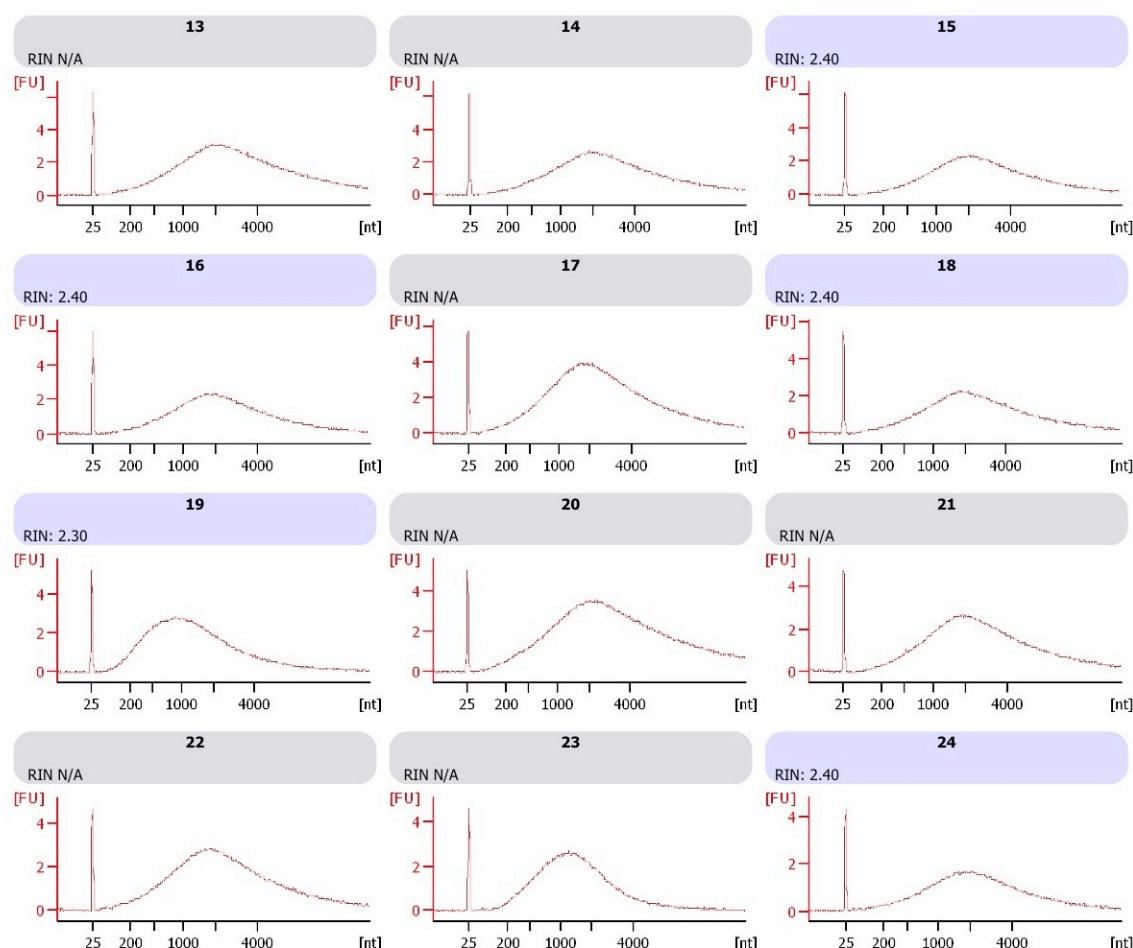 13 14 15
RIN N/A RIN N/A RIN: 2.40
[FU] [FU] [FU]
4 4 4
2 2 2
0 0 0
25 200 1000 4000 [nt] 25 200 1000 4000 [nt] 25 200 1000 4000 [nt]
16 17 18
RIN: 2.40 RIN N/A RIN: 2.40
[FU] [FU] [FU]
4 4 4
2 2 2
0 0 0
25 200 1000 4000 [nt] 25 200 1000 4000 [nt] 25 200 1000 4000 [nt]
19 20 21
RIN: 2.30 RIN N/A RIN N/A
[FU] [FU] [FU]
4 4 4
2 2 2
0 0 0
25 200 1000 4000 [nt] 25 200 1000 4000 [nt] 25 200 1000 4000 [nt]
22 23 24
RIN N/A RIN N/A RIN: 2.40
[FU] [FU] [FU]
4 4 4
2 2 2
0 0 0
25 200 1000 4000 [nt] 25 200 1000 4000 [nt] 25 200 1000 4000 [nt]